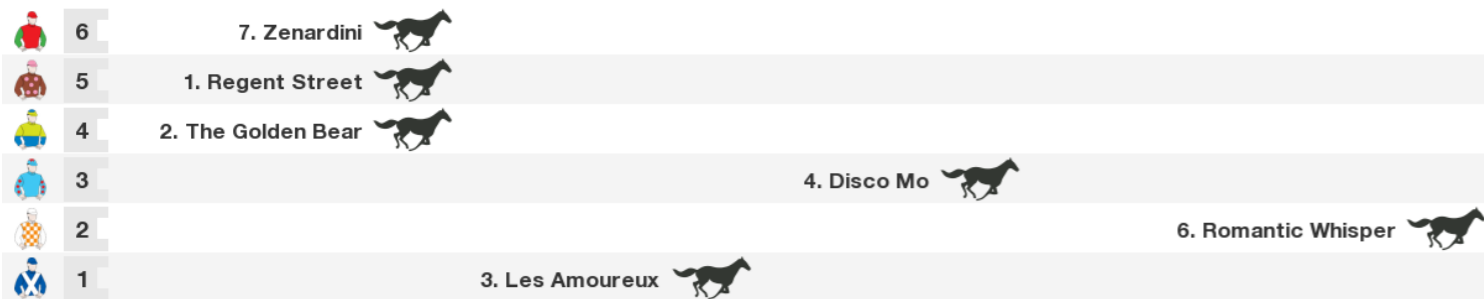 6 7. Zenardini
5 1. Regent Street
4 2. The Golden Bear
3 4. Disco Mo
2 6. Romantic Whisper
1 3. Les Amoureux